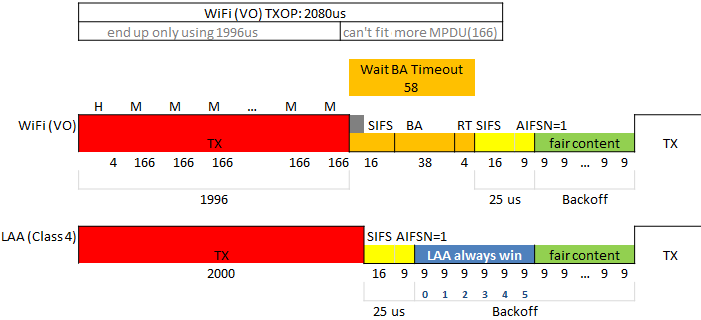 WiFi (VO) TXOP: 2080us
end up only using 1996us can't fit more MPDU(166)
Wait BA Timeout
58
H M M M ... M M
WiFi (VO) TX SIFS BA RT SIFS AIFSN=1 fair content TX
4 166 166 166 166 166 16 38 4 16 9 9 9 ... 9 9
1996 25 us Backoff
LAA (Class 4) TX SIFS AIFSN=1 LAA always win fair content TX
2000 16 9 9 9 9 9 9 9 9 9 ... 9 9
0 1 2 3 4 5
25 us Backoff